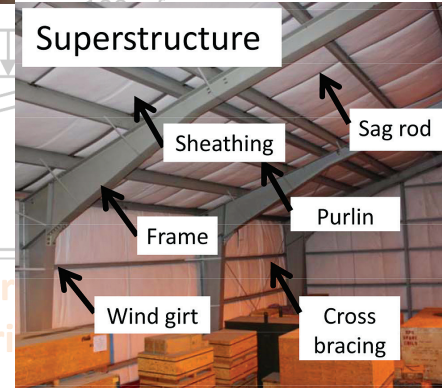 Superstructure
Sheathing
Sag rod
Purlin
Frame
Wind girt
Cross
bracing